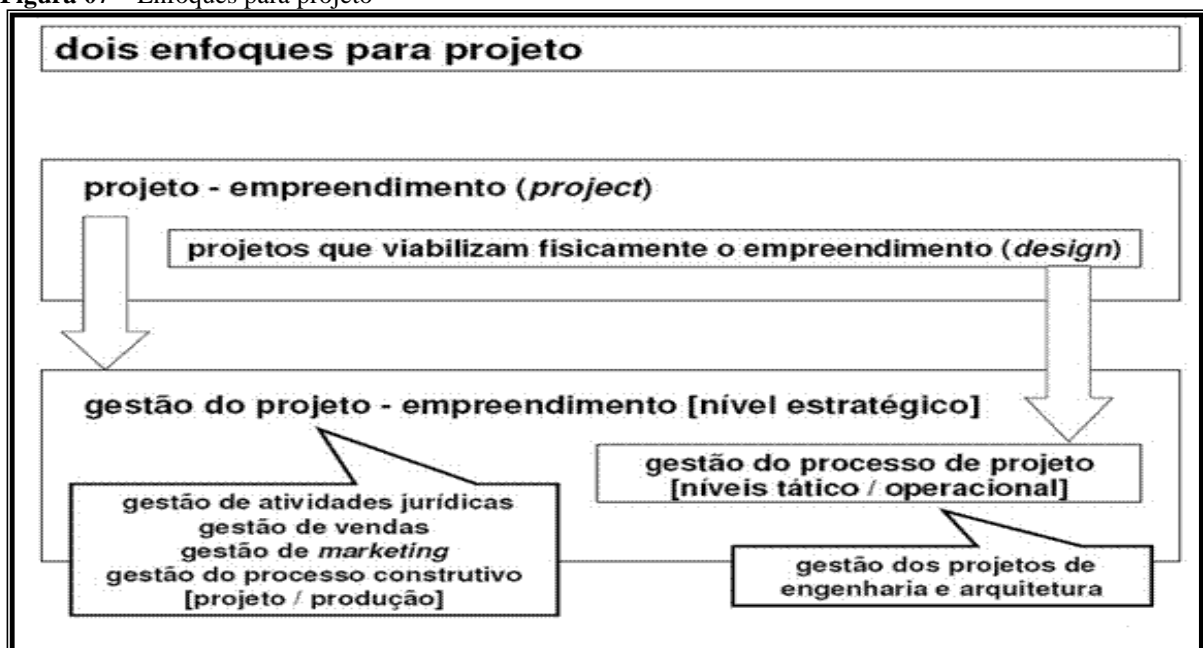 Figura 07 – Enfoques para projeto
dois enfoques para projeto
projeto - empreendimento (project)
projetos que viabilizam fisicamente o empreendimento (design)
gestão do projeto - empreendimento [nível estratégico]
gestão do processo de projeto
[níveis tático / operacional]
gestão de atividades jurídicas
gestão de vendas
gestão de marketing
gestão do processo construtivo
[projeto / produção]
gestão dos projetos de
engenharia e arquitetura